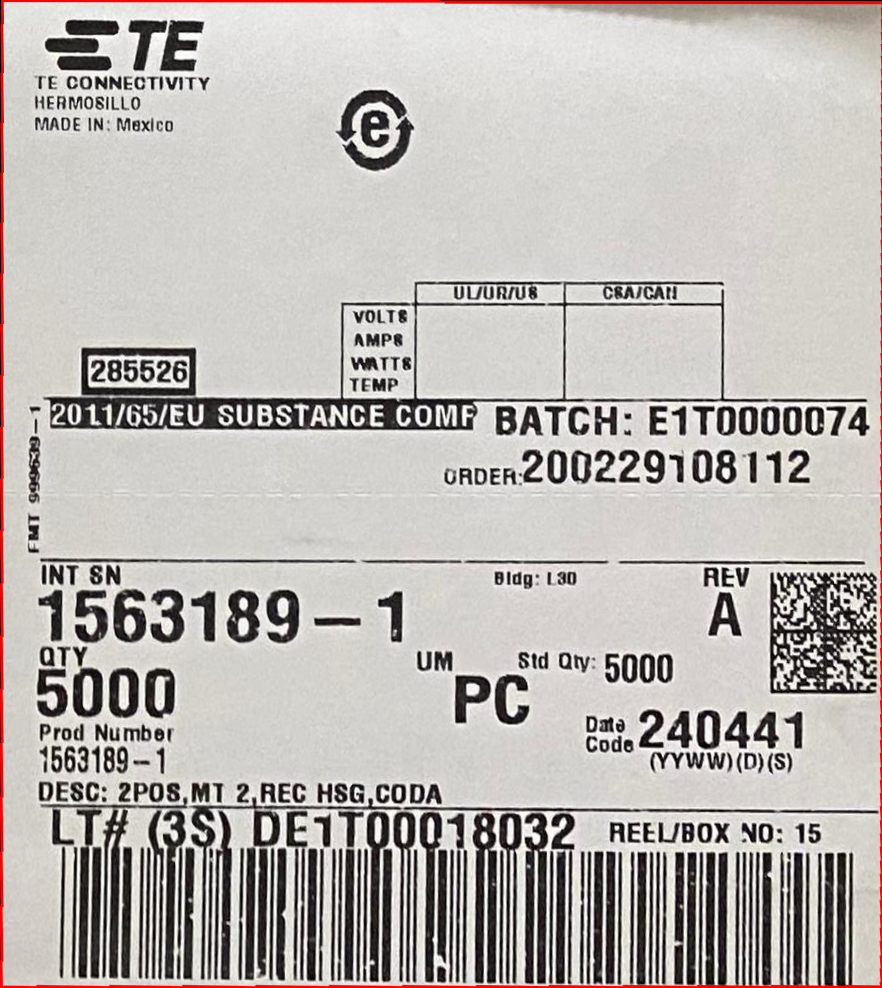 TE
TE CONNECTIVITY
HERMOSILLO
MADE IN: Mexico
e
UL/UR/US CSA/CAN
VOLTS
AMPS
WATTS
TEMP
285526
2011/65/EU SUBSTANCE COMP
BATCH: E1T0000074
ORDER: 200229108112
FMT 999639-1
INT SN
Bldg: L30
REV
1563189-1
A
QTY
UM
Std Qty: 5000
5000
PC
Prod Number
Date Code 240441
1563189-1
(YYWW)(D)(S)
DESC: 2POS,MT 2,REC HSG,CODA
LT# (3S) DE1T00018032
REEL/BOX NO: 15